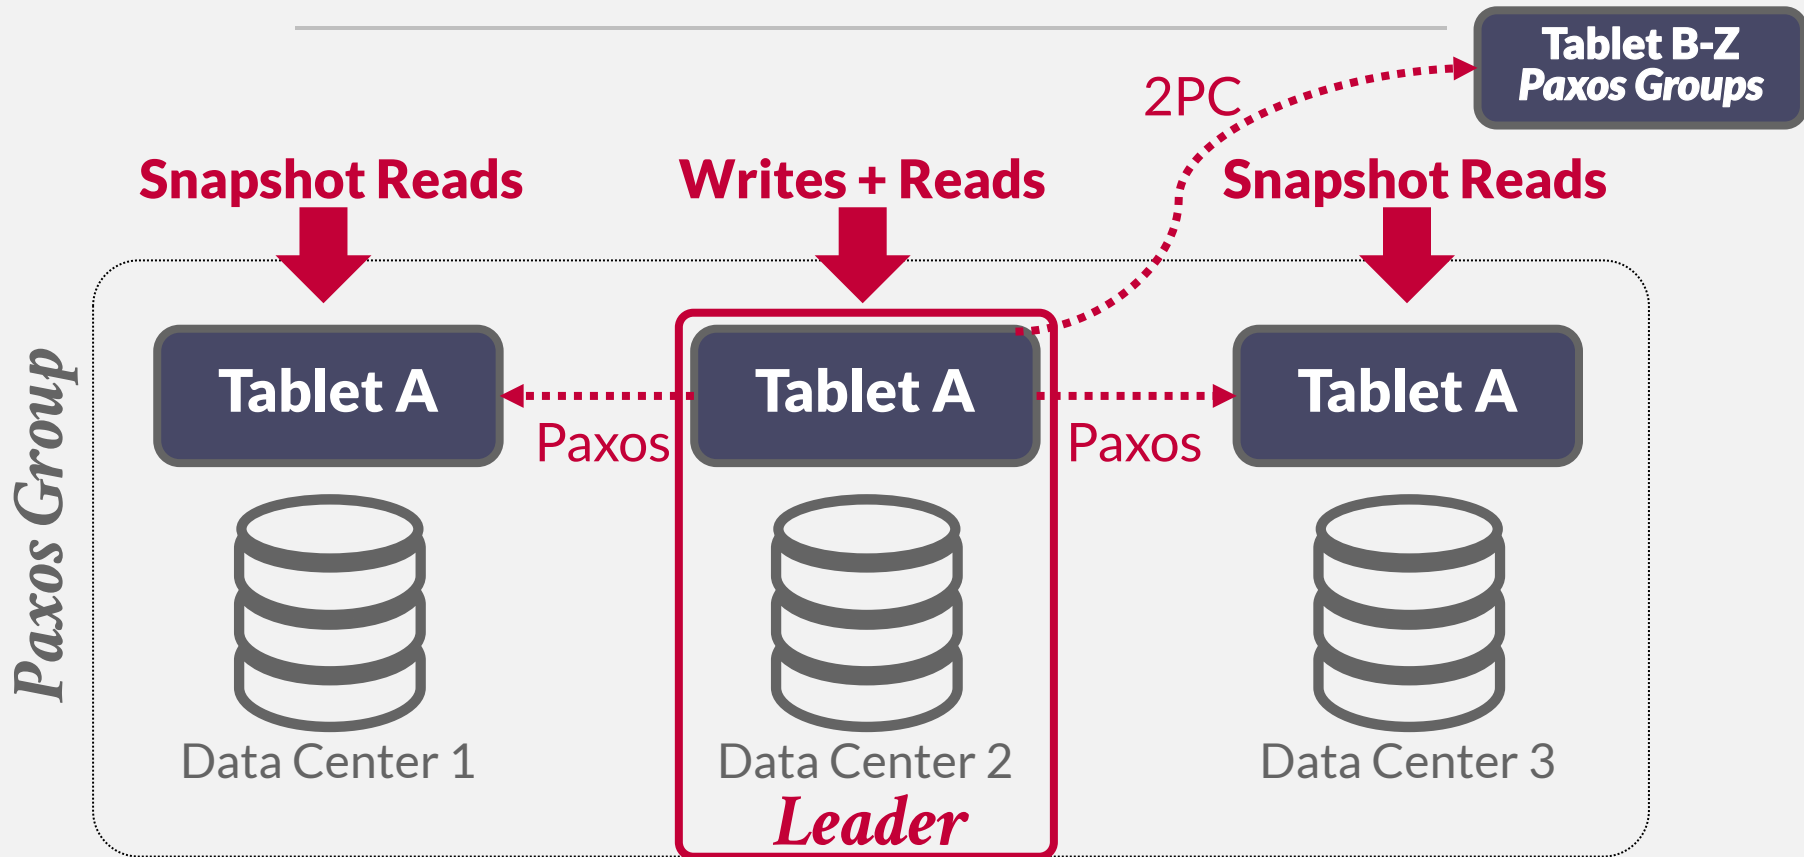 Tablet B-Z
Paxos Groups
2PC
Snapshot Reads
Writes + Reads
Snapshot Reads
Paxos Group
Tablet A
Tablet A
Tablet A
Paxos
Paxos
Data Center 1
Data Center 2
Data Center 3
Leader